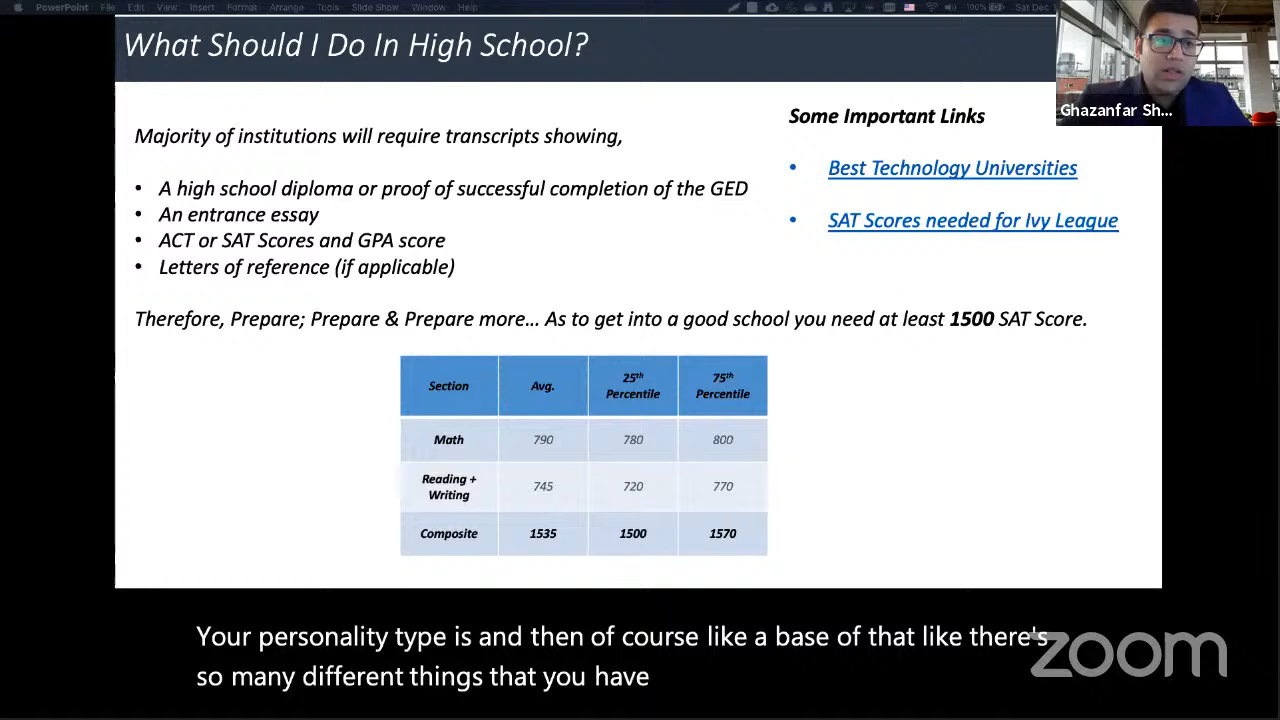 PowerPoint File Edit View Insert Format Arrange Tools Slide Show Window Help 100% Sat Dec
What Should I Do In High School?
Ghazanfar Sh...
Some Important Links
Majority of institutions will require transcripts showing,
• Best Technology Universities
• A high school diploma or proof of successful completion of the GED
• An entrance essay
• SAT Scores needed for Ivy League
• ACT or SAT Scores and GPA score
• Letters of reference (if applicable)
Therefore, Prepare; Prepare & Prepare more... As to get into a good school you need at least 1500 SAT Score.
Section Avg. 25th Percentile 75th Percentile
Math 790 780 800
Reading + Writing 745 720 770
Composite 1535 1500 1570
Your personality type is and then of course like a base of that like there's
so many different things that you have
zoom